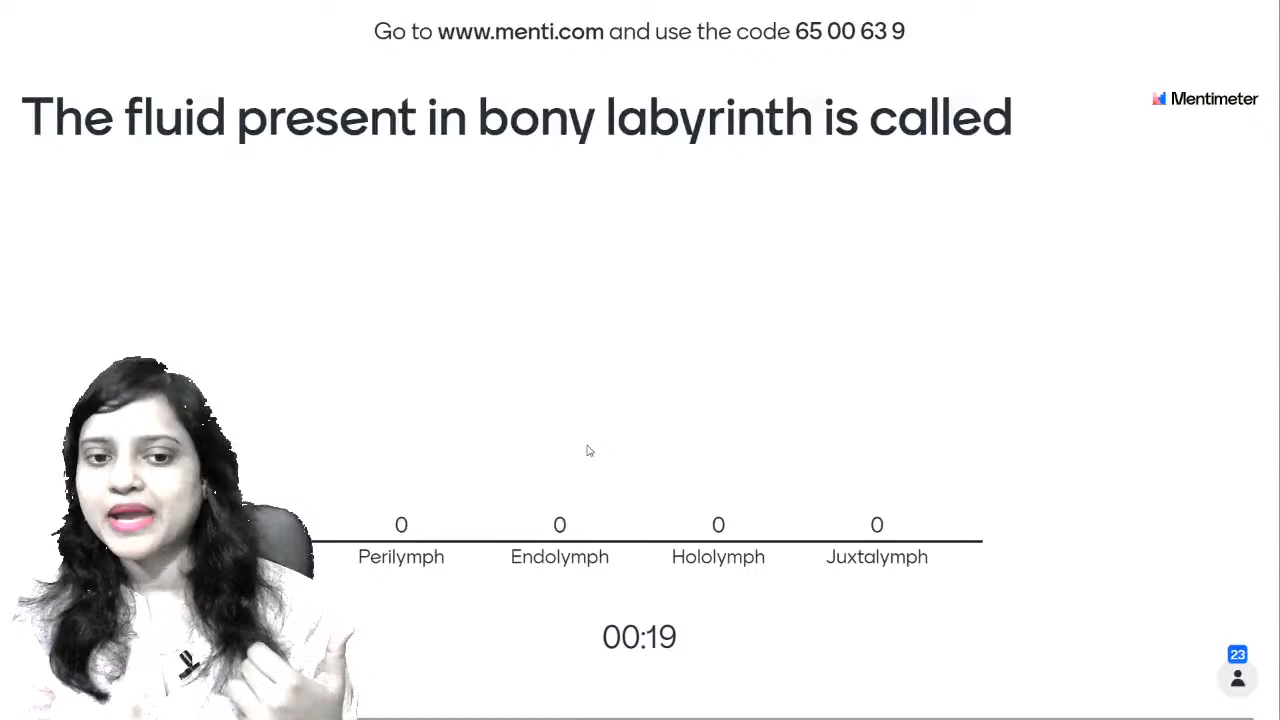 Go to www.menti.com and use the code 65 00 63 9
The fluid present in bony labyrinth is called
Mentimeter
0 0 0 0
Perilymph Endolymph Hololymph Juxtalymph
00:19
23